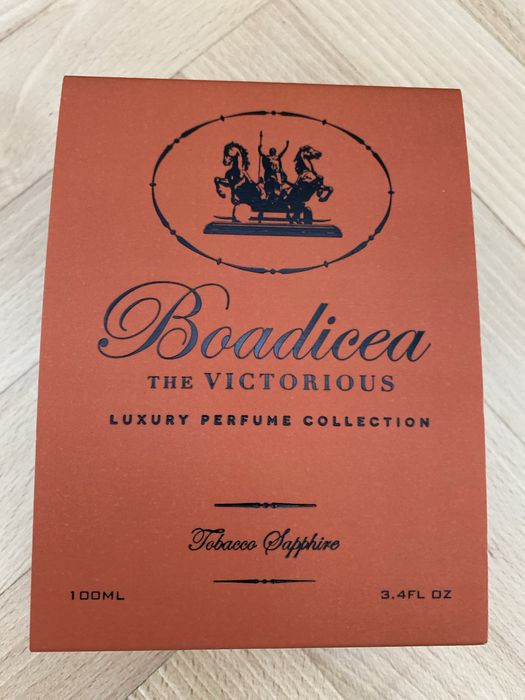 Boadicea
THE VICTORIOUS
LUXURY PERFUME COLLECTION
Tobacco Sapphire
100ML
3.4FL OZ